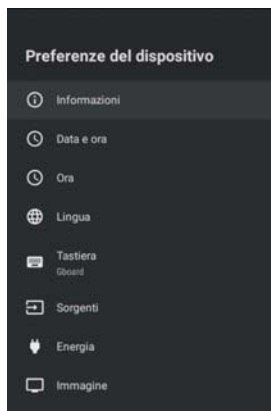 Preferenze del dispositivo
Informazioni
Data e ora
Ora
Lingua
Tastiera
Gboard
Sorgenti
Energia
Immagine